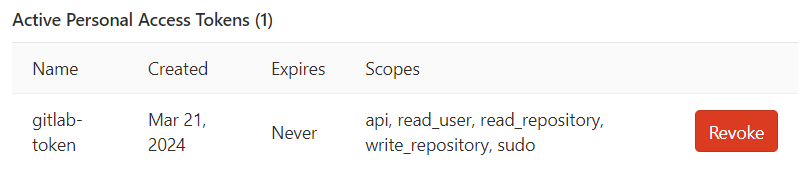 Active Personal Access Tokens (1)
Name Created Expires Scopes
gitlab-token Mar 21, 2024 Never api, read_user, read_repository, write_repository, sudo Revoke